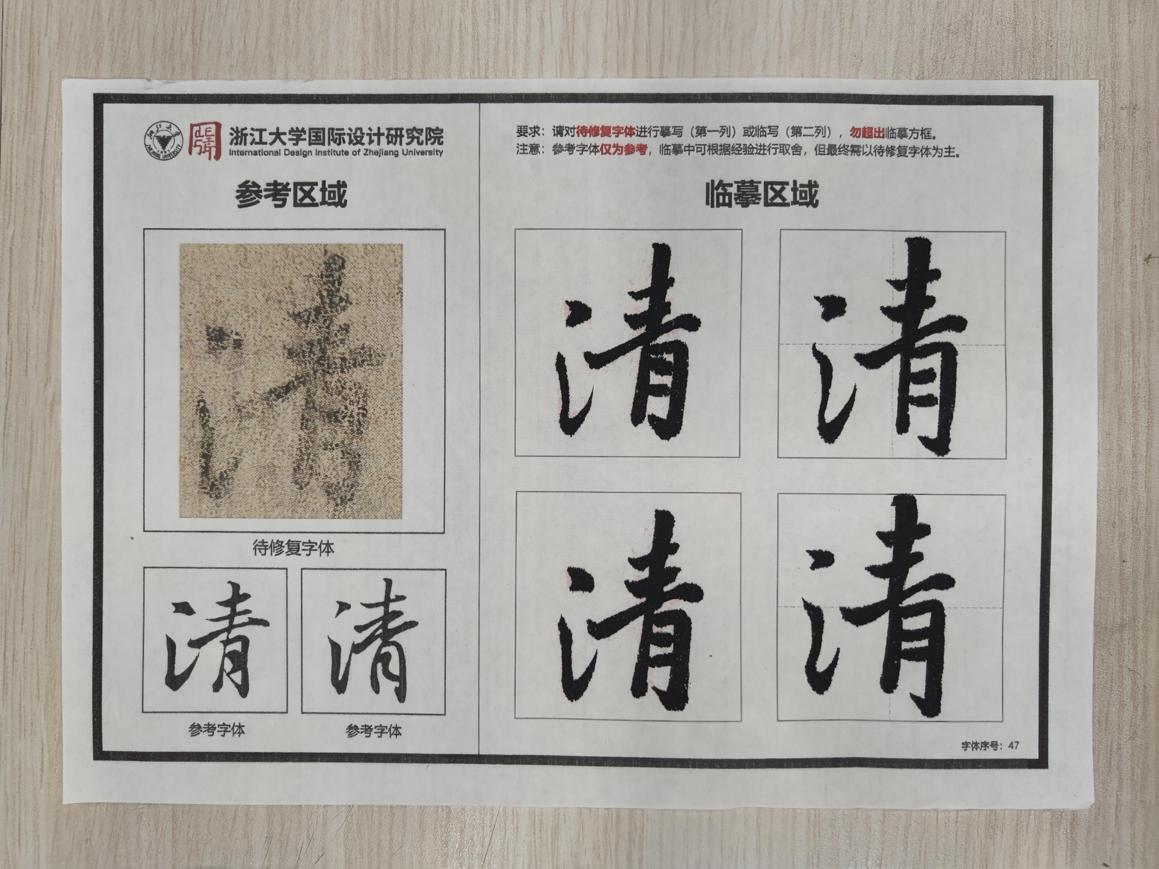 浙江大学国际设计研究院
International Design Institute of Zhejiang University
参考区域
清
待修复字体
清
清
参考字体
参考字体
要求：请对待修复字体进行摹写（第一列）或临写（第二列），勿超出临摹方框。
注意：参考字体仅为参考，临摹中可根据经验进行取舍，但最终需以待修复字体为主。
临摹区域
清
清
清
清
字体序号：47